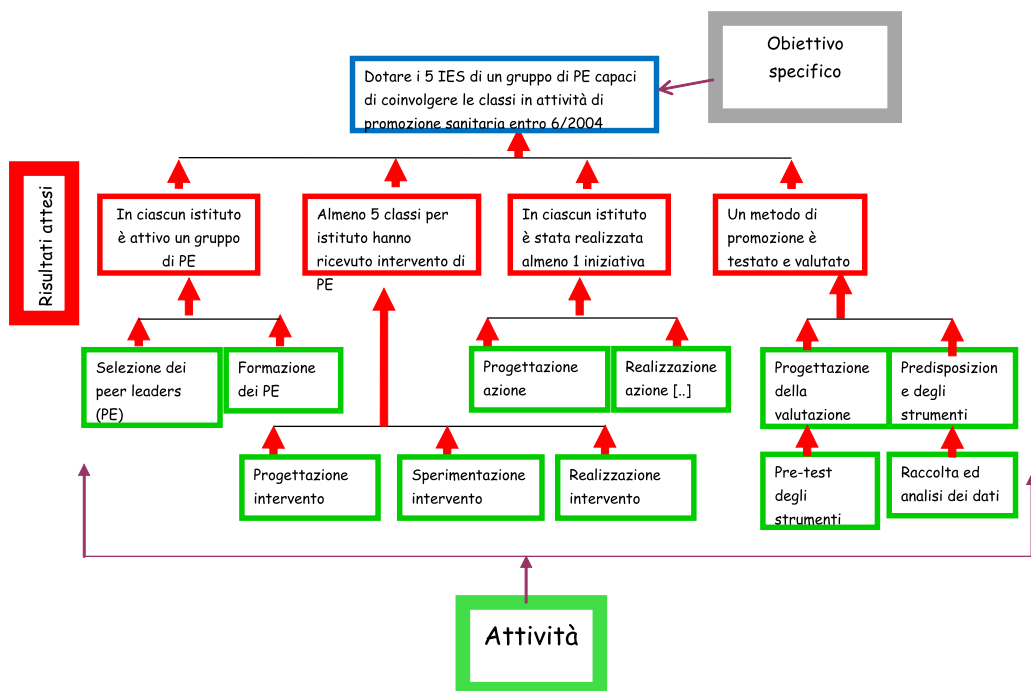 Obiettivo
specifico
Dotare i 5 IES di un gruppo di PE capaci
di coinvolgere le classi in attività di
promozione sanitaria entro 6/2004
Risultati attesi
In ciascun istituto
è attivo un gruppo
di PE
Almeno 5 classi per
istituto hanno
ricevuto intervento di
PE
In ciascun istituto
è stata realizzata
almeno 1 iniziativa
Un metodo di
promozione è
testato e valutato
Selezione dei
peer leaders
(PE)
Formazione
dei PE
Progettazione
azione
Realizzazione
azione [..]
Progettazione
della
valutazione
Predisposizion
e degli
strumenti
Progettazione
intervento
Sperimentazione
intervento
Realizzazione
intervento
Pre-test
degli
strumenti
Raccolta ed
analisi dei dati
Attività